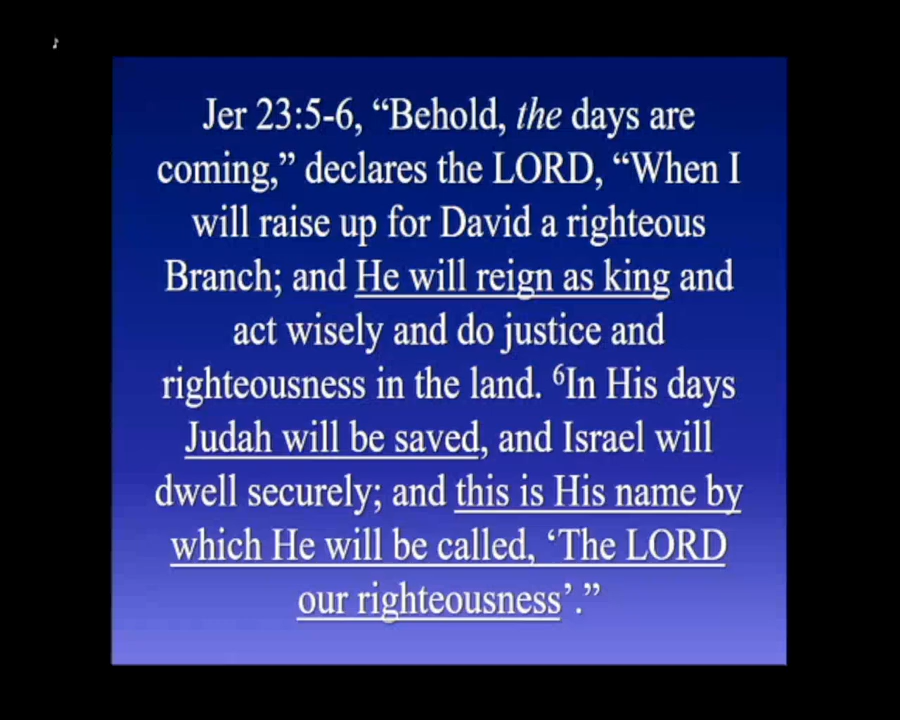 Jer 23:5-6, “Behold, the days are
coming,” declares the LORD, “When I
will raise up for David a righteous
Branch; and He will reign as king and
act wisely and do justice and
righteousness in the land. ⁶In His days
Judah will be saved, and Israel will
dwell securely; and this is His name by
which He will be called, ‘The LORD
our righteousness’.”